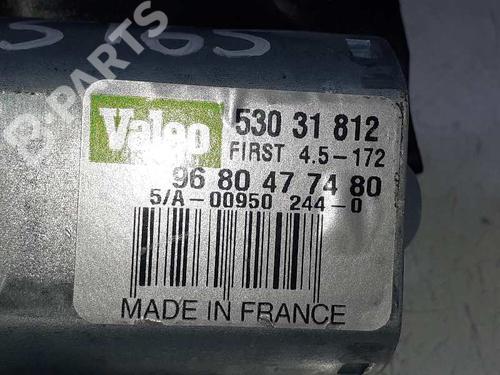 B-PARTS
Valeo
530 31 812
FIRST 4.5-172
96 80 47 74 80
5/A-00950 244-0
MADE IN FRANCE